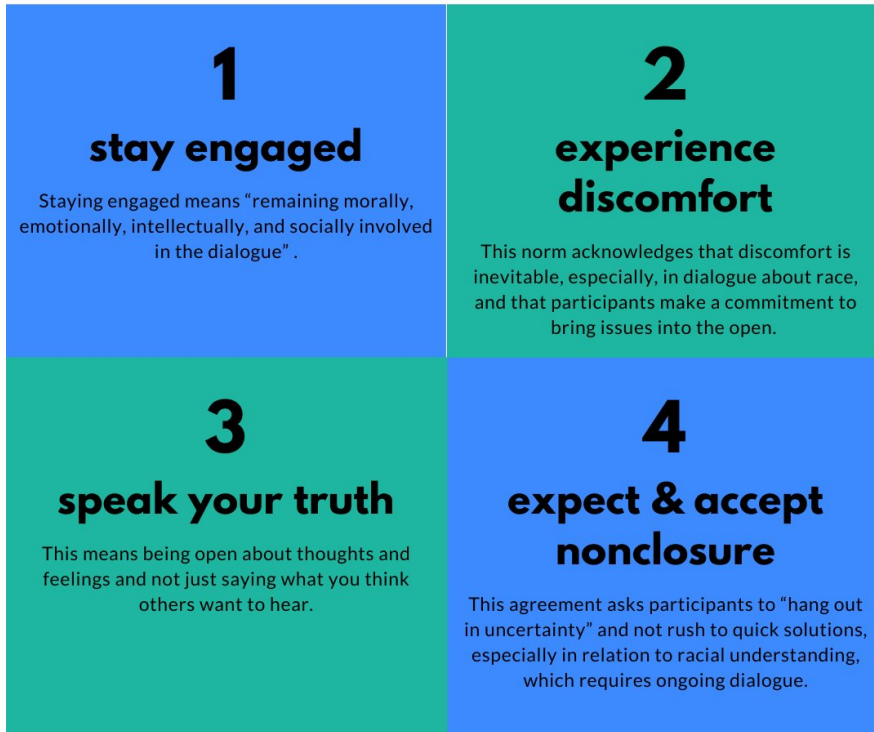 1
stay engaged
Staying engaged means “remaining morally,
emotionally, intellectually, and socially involved
in the dialogue” .
2
experience
discomfort
This norm acknowledges that discomfort is
inevitable, especially, in dialogue about race,
and that participants make a commitment to
bring issues into the open.
3
speak your truth
This means being open about thoughts and
feelings and not just saying what you think
others want to hear.
4
expect & accept
nonclosure
This agreement asks participants to “hang out
in uncertainty” and not rush to quick solutions,
especially in relation to racial understanding,
which requires ongoing dialogue.